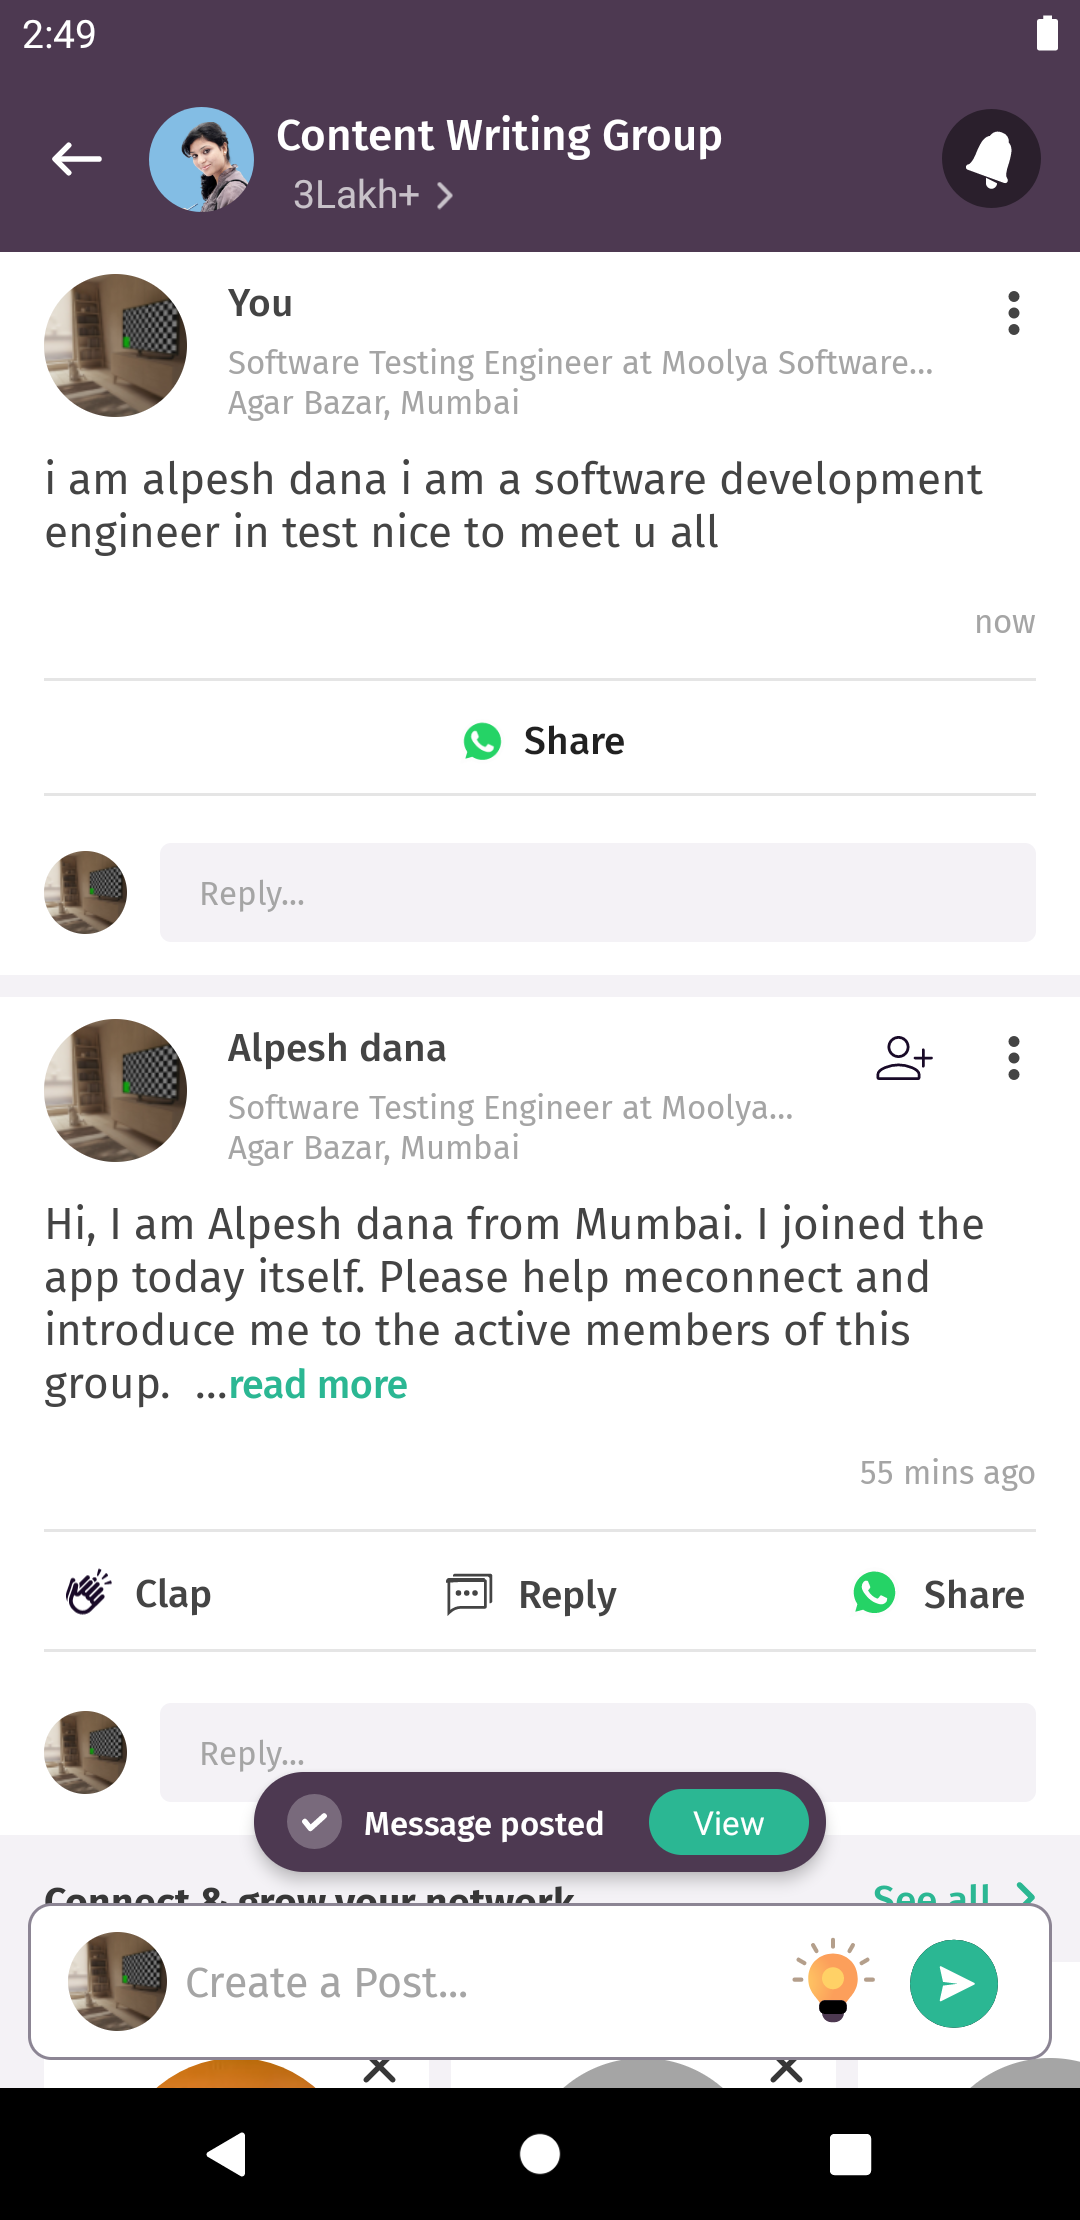 2:49
Content Writing Group
3Lakh+
You
Software Testing Engineer at Moolya Software...
Agar Bazar, Mumbai
i am alpesh dana i am a software development
engineer in test nice to meet u all
now
Share
Reply...
Alpesh dana
Software Testing Engineer at Moolya...
Agar Bazar, Mumbai
Hi, I am Alpesh dana from Mumbai. I joined the
app today itself. Please help meconnect and
introduce me to the active members of this
group.  ...read more
55 mins ago
Clap
Reply
Share
Reply...
Message posted
View
Connect & grow your network
See all
Create a Post...